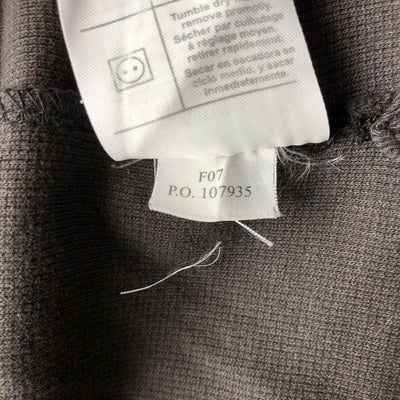 Tumble dry
remove promptly.
Sécher par culbutage
à réglage moyen,
retirer rapidement.
Secar en secadora en
ciclo medio, y sacar
inmediatamente.
F07
P.O. 107935